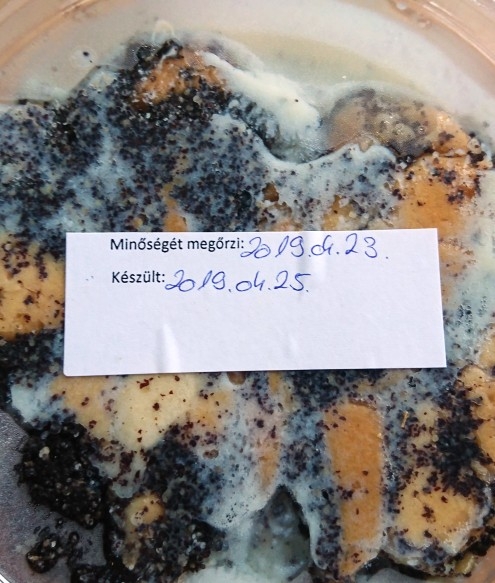 Minőségét megőrzi: 2019.04.23.
Készült: 2019.04.25.